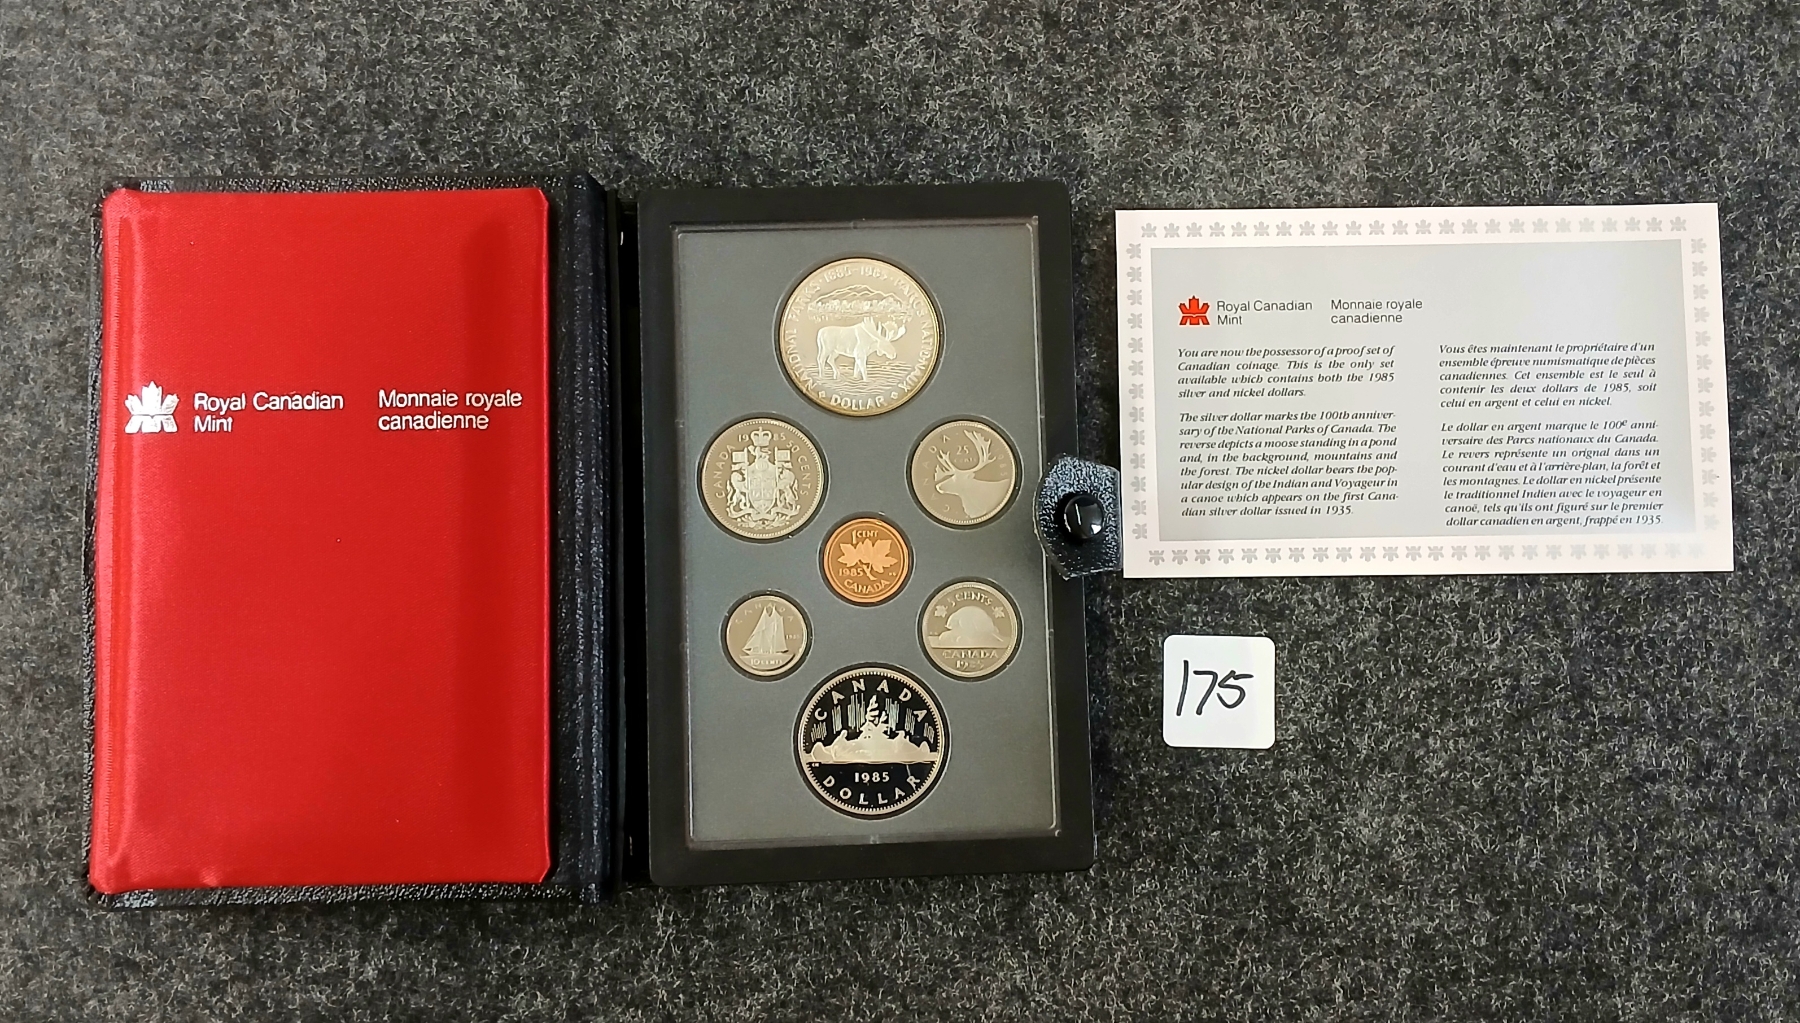 Royal Canadian
Mint
Monnaie royale
canadienne
NATIONAL PARKS · 1885-1985 · PARCS NATIONAUX
DOLLAR
CANADA 1985 50 CENTS
CANADA
25
CENTS
1985
1 CENT
1985
CANADA
CANADA
1985
10 CENTS
5 CENTS
CANADA
1985
CANADA
1985
DOLLAR
Royal Canadian
Mint
Monnaie royale
canadienne
You are now the possessor of a proof set of
Canadian coinage. This is the only set
available which contains both the 1985
silver and nickel dollars.
The silver dollar marks the 100th anniver-
sary of the National Parks of Canada. The
reverse depicts a moose standing in a pond
and, in the background, mountains and
the forest. The nickel dollar bears the pop-
ular design of the Indian and Voyageur in
a canoe which appears on the first Cana-
dian silver dollar issued in 1935.
Vous êtes maintenant le propriétaire d'un
ensemble épreuve numismatique de pièces
canadiennes. Cet ensemble est le seul à
contenir les deux dollars de 1985, soit
celui en argent et celui en nickel.
Le dollar en argent marque le 100e anni-
versaire des Parcs nationaux du Canada.
Le revers représente un orignal dans un
courant d'eau et à l'arrière-plan, la forêt et
les montagnes. Le dollar en nickel présente
le traditionnel Indien avec le voyageur en
canoë, tels qu'ils ont figuré sur le premier
dollar canadien en argent, frappé en 1935.
175